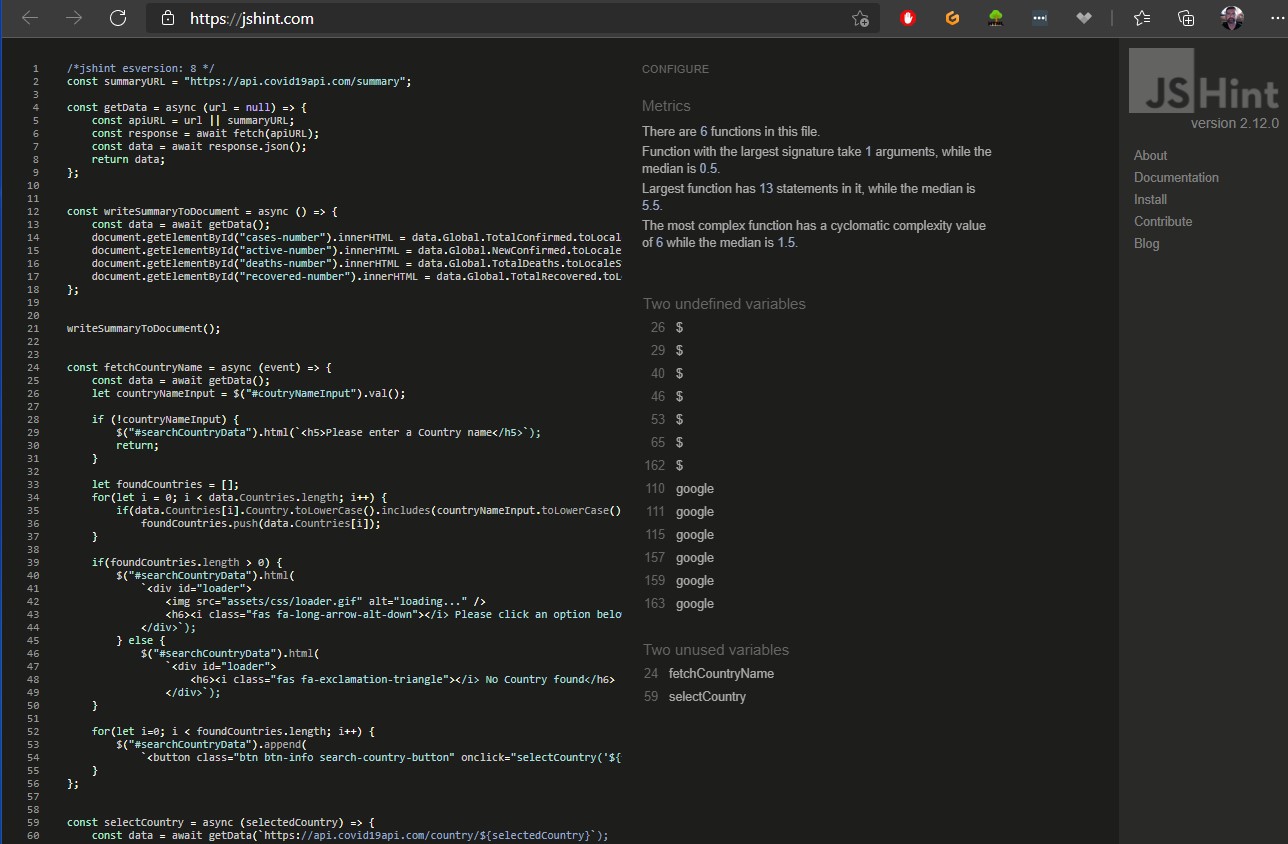 https://jshint.com
1 /*jshint esversion: 8 */
2 const summaryURL = "https://api.covid19api.com/summary";
3
4 const getData = async (url = null) => {
5 const apiURL = url || summaryURL;
6 const response = await fetch(apiURL);
7 const data = await response.json();
8 return data;
9 };
10
11
12 const writeSummaryToDocument = async () => {
13 const data = await getData();
14 document.getElementById("cases-number").innerHTML = data.Global.TotalConfirmed.toLocal
15 document.getElementById("active-number").innerHTML = data.Global.NewConfirmed.toLocale
16 document.getElementById("deaths-number").innerHTML = data.Global.TotalDeaths.toLocaleS
17 document.getElementById("recovered-number").innerHTML = data.Global.TotalRecovered.toL
18 };
19
20
21 writeSummaryToDocument();
22
23
24 const fetchCountryName = async (event) => {
25 const data = await getData();
26 let countryNameInput = $("#coutryNameInput").val();
27
28 if (!countryNameInput) {
29 $("#searchCountryData").html(`<h5>Please enter a Country name</h5>`);
30 return;
31 }
32
33 let foundCountries = [];
34 for(let i = 0; i < data.Countries.length; i++) {
35 if(data.Countries[i].Country.toLowerCase().includes(countryNameInput.toLowerCase()
36 foundCountries.push(data.Countries[i]);
37 }
38
39 if(foundCountries.length > 0) {
40 $("#searchCountryData").html(
41 `<div id="loader">
42 <img src="assets/css/loader.gif" alt="loading..." />
43 <h6><i class="fas fa-long-arrow-alt-down"></i> Please click an option belo
44 </div>`);
45 } else {
46 $("#searchCountryData").html(
47 `<div id="loader">
48 <h6><i class="fas fa-exclamation-triangle"></i> No Country found</h6>
49 </div>`);
50 }
51
52 for(let i=0; i < foundCountries.length; i++) {
53 $("#searchCountryData").append(
54 `<button class="btn btn-info search-country-button" onclick="selectCountry('${
55 }
56 };
57
58
59 const selectCountry = async (selectedCountry) => {
60 const data = await getData(`https://api.covid19api.com/country/${selectedCountry}`);
CONFIGURE
Metrics
There are 6 functions in this file.
Function with the largest signature take 1 arguments, while the
median is 0.5.
Largest function has 13 statements in it, while the median is
5.5.
The most complex function has a cyclomatic complexity value
of 6 while the median is 1.5.
Two undefined variables
26 $
29 $
40 $
46 $
53 $
65 $
162 $
110 google
111 google
115 google
157 google
159 google
163 google
Two unused variables
24 fetchCountryName
59 selectCountry
JSHint
version 2.12.0
About
Documentation
Install
Contribute
Blog